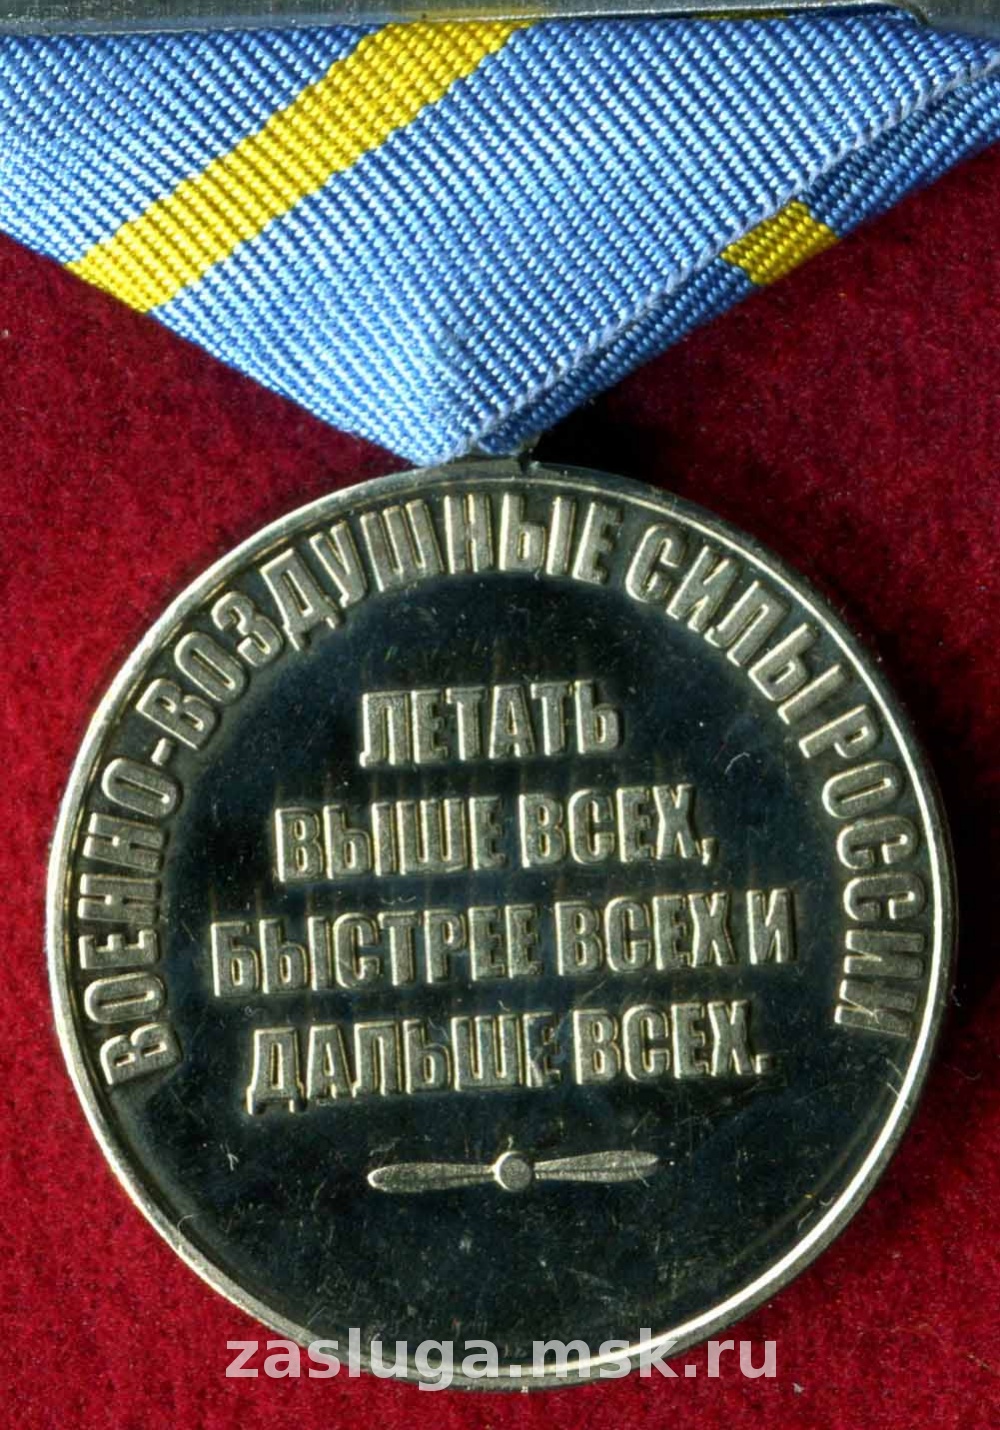 ВОЕННО-ВОЗДУШНЫЕ СИЛЫ РОССИИ
ЛЕТАТЬ
ВЫШЕ ВСЕХ,
БЫСТРЕЕ ВСЕХ И
ДАЛЬШЕ ВСЕХ.
zasluga.msk.ru